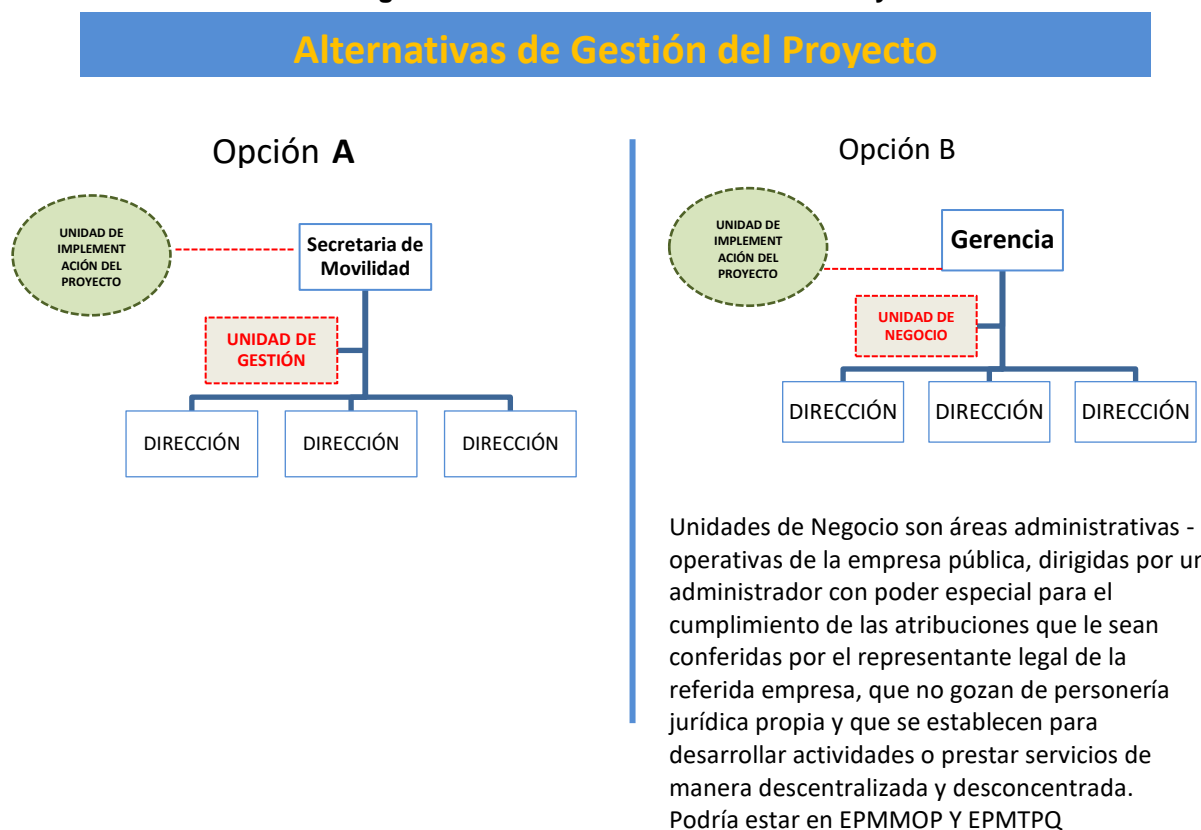 Alternativas de Gestión del Proyecto
Opción A
UNIDAD DE
IMPLEMENT
ACIÓN DEL
PROYECTO
Secretaria de
Movilidad
UNIDAD DE
GESTIÓN
DIRECCIÓN
DIRECCIÓN
DIRECCIÓN
Opción B
UNIDAD DE
IMPLEMENT
ACIÓN DEL
PROYECTO
Gerencia
UNIDAD DE
NEGOCIO
DIRECCIÓN
DIRECCIÓN
DIRECCIÓN
Unidades de Negocio son áreas administrativas -
operativas de la empresa pública, dirigidas por un
administrador con poder especial para el
cumplimiento de las atribuciones que le sean
conferidas por el representante legal de la
referida empresa, que no gozan de personería
jurídica propia y que se establecen para
desarrollar actividades o prestar servicios de
manera descentralizada y desconcentrada.
Podría estar en EPMMOP Y EPMTPQ